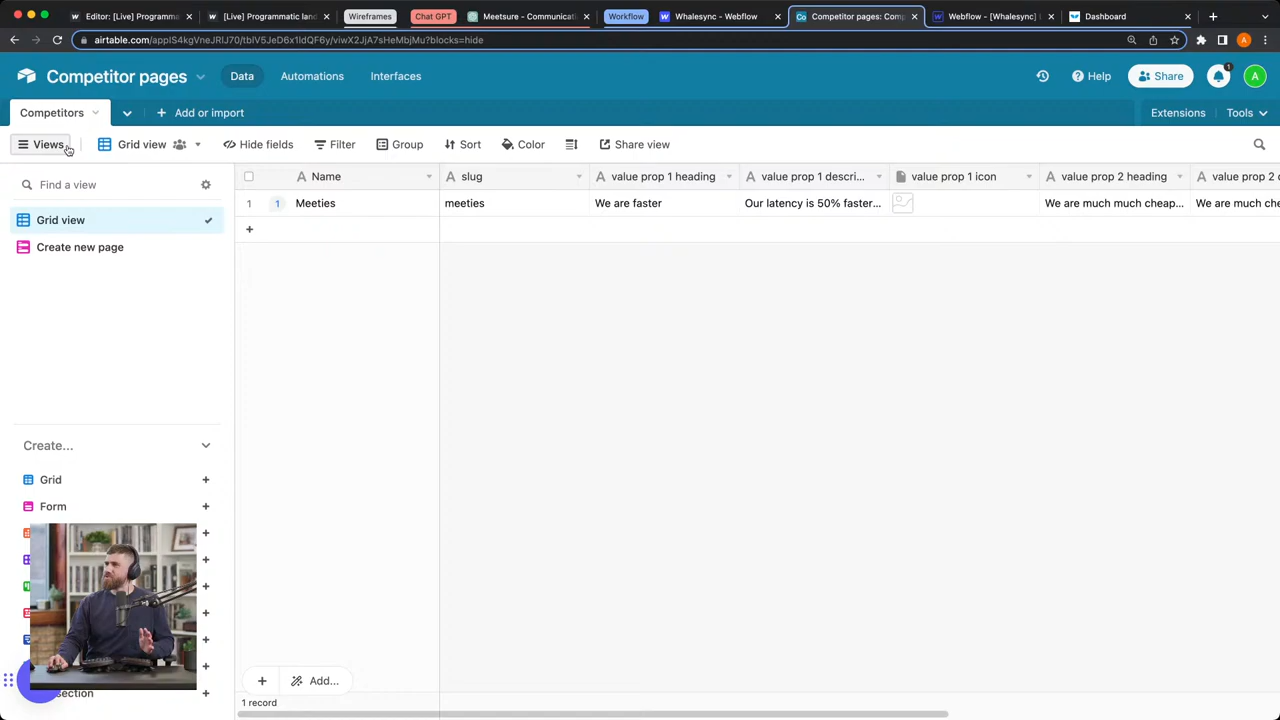 Editor: [Live] Programma
[Live] Programmatic lan
Wireframes
Chat GPT
Meetsure - Communicati
Workflow
Whalesync - Webflow
Competitor pages: Comp
Webflow - [Whalesync]
Dashboard
airtable.com/appIS4kgVneJRIJ70/tblV5JeD6x1ldQF6y/viwX2JjA7sHeMbjMu?blocks=hide
A
Competitor pages
Data
Automations
Interfaces
Help
Share
1
A
Competitors
Add or import
Extensions
Tools
Views
Grid view
Hide fields
Filter
Group
Sort
Color
Share view
Find a view
Name
slug
value prop 1 heading
value prop 1 descri...
value prop 1 icon
value prop 2 heading
value prop 2 d
1
1
Meeties
meeties
We are faster
Our latency is 50% faster...
We are much much cheap...
We are much che
Grid view
Create new page
Create...
Grid
Form
section
Add...
1 record